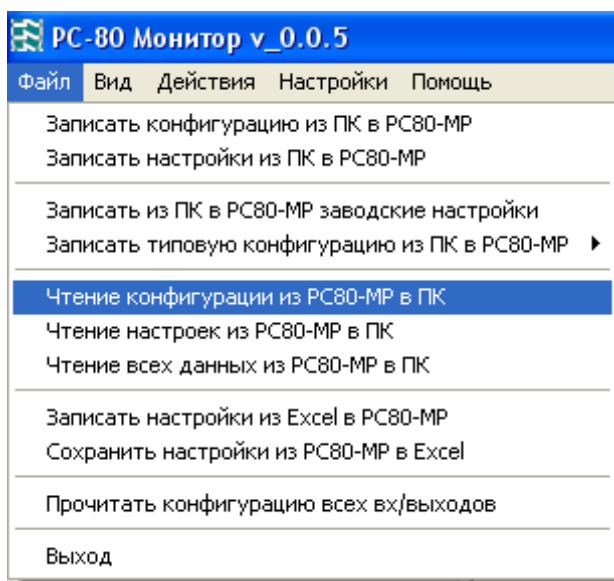 РС-80 Монитор v_0.0.5
Файл Вид Действия Настройки Помощь
Записать конфигурацию из ПК в РС80-МР
Записать настройки из ПК в РС80-МР
Записать из ПК в РС80-МР заводские настройки
Записать типовую конфигурацию из ПК в РС80-МР
Чтение конфигурации из РС80-МР в ПК
Чтение настроек из РС80-МР в ПК
Чтение всех данных из РС80-МР в ПК
Записать настройки из Excel в РС80-МР
Сохранить настройки из РС80-МР в Excel
Прочитать конфигурацию всех вх/выходов
Выход